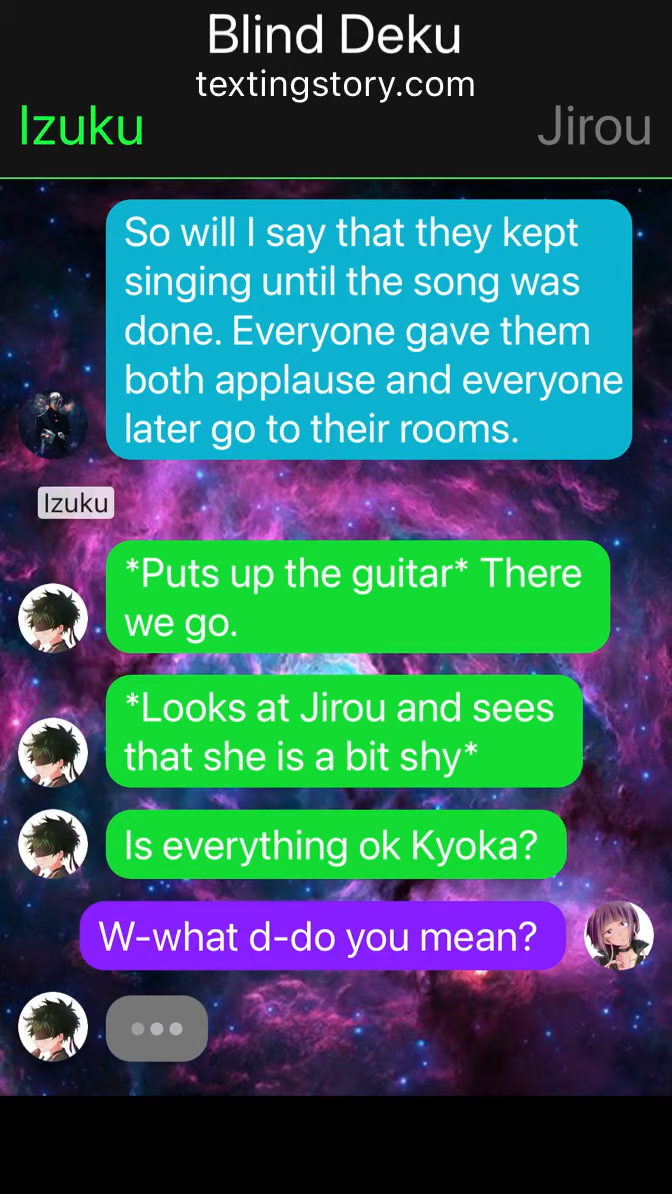 Blind Deku
textingstory.com
Izuku
Jirou
So will I say that they kept
singing until the song was
done. Everyone gave them
both applause and everyone
later go to their rooms.
Izuku
*Puts up the guitar* There
we go.
*Looks at Jirou and sees
that she is a bit shy*
Is everything ok Kyoka?
W-what d-do you mean?